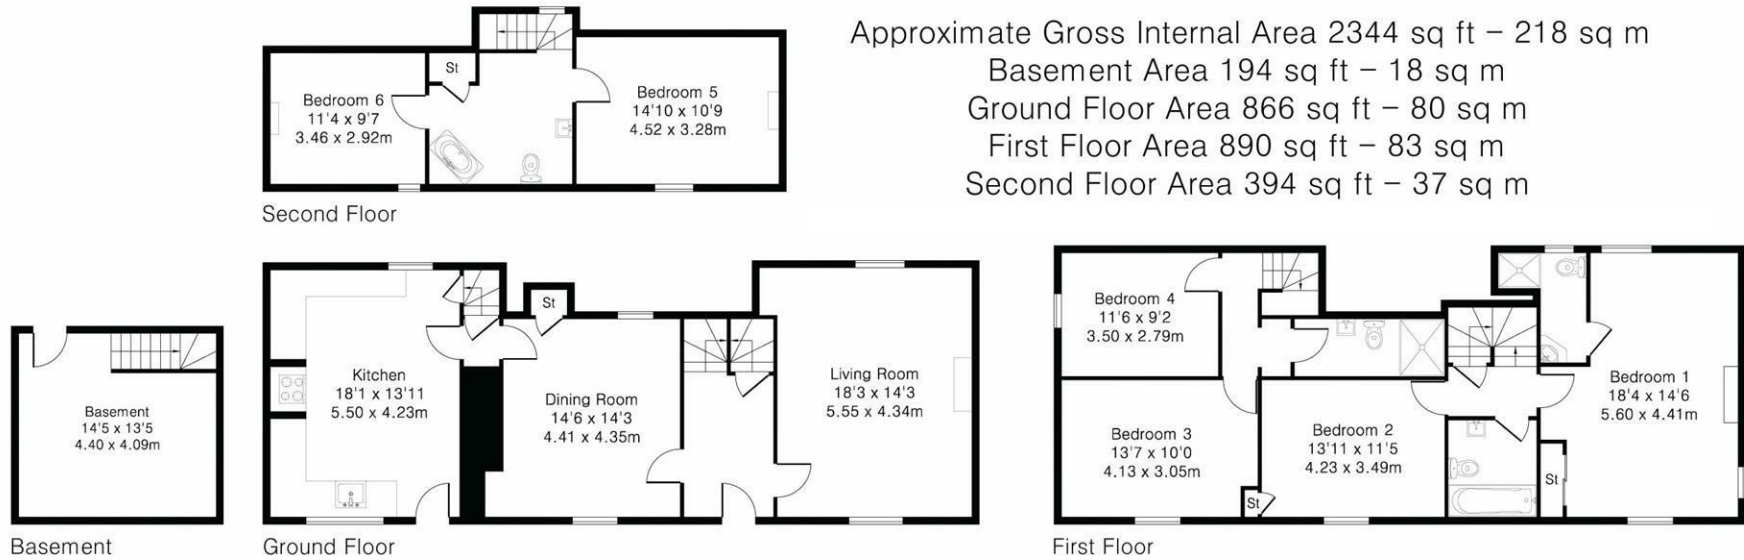 Approximate Gross Internal Area 2344 sq ft – 218 sq m
Basement Area 194 sq ft – 18 sq m
Ground Floor Area 866 sq ft – 80 sq m
First Floor Area 890 sq ft – 83 sq m
Second Floor Area 394 sq ft – 37 sq m
St
Bedroom 6
11'4 x 9'7
3.46 x 2.92m
Bedroom 5
14'10 x 10'9
4.52 x 3.28m
Second Floor
Basement
14'5 x 13'5
4.40 x 4.09m
Basement
St
Kitchen
18'1 x 13'11
5.50 x 4.23m
Dining Room
14'6 x 14'3
4.41 x 4.35m
Living Room
18'3 x 14'3
5.55 x 4.34m
Ground Floor
Bedroom 4
11'6 x 9'2
3.50 x 2.79m
Bedroom 1
18'4 x 14'6
5.60 x 4.41m
Bedroom 3
13'7 x 10'0
4.13 x 3.05m
Bedroom 2
13'11 x 11'5
4.23 x 3.49m
St
St
First Floor